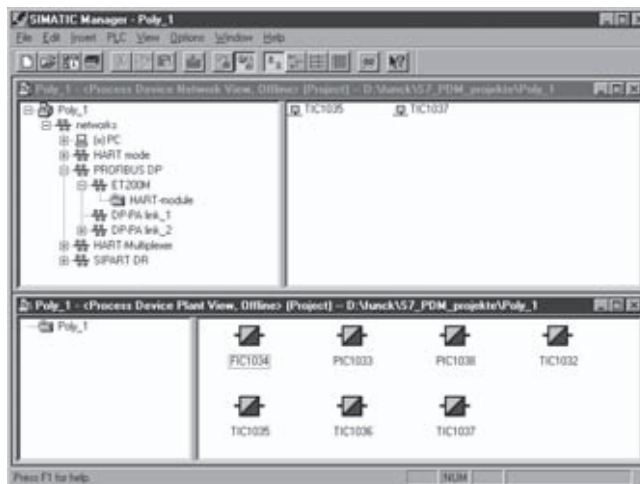 SIMATIC Manager - Poly_1
File Edit Insert PLC View Options Window Help
Poly_1 - <Process Device Network View, Offline> (Project) -- D:\funck\S7_PDM_projekte\Poly_1
Poly_1
networks
PC
HART mode
PROFIBUS DP
ET200M
HART-module
DP-PA link_1
DP-PA link_2
HART-Multiplexer
SIPART DR
TIC1035 TIC1037
Poly_1 - <Process Device Plant View, Offline> (Project) -- D:\funck\S7_PDM_projekte\Poly_1
Poly_1
FIC1034 PIC1033 PIC1038 TIC1032
TIC1035 TIC1036 TIC1037
Press F1 for help.
NUM